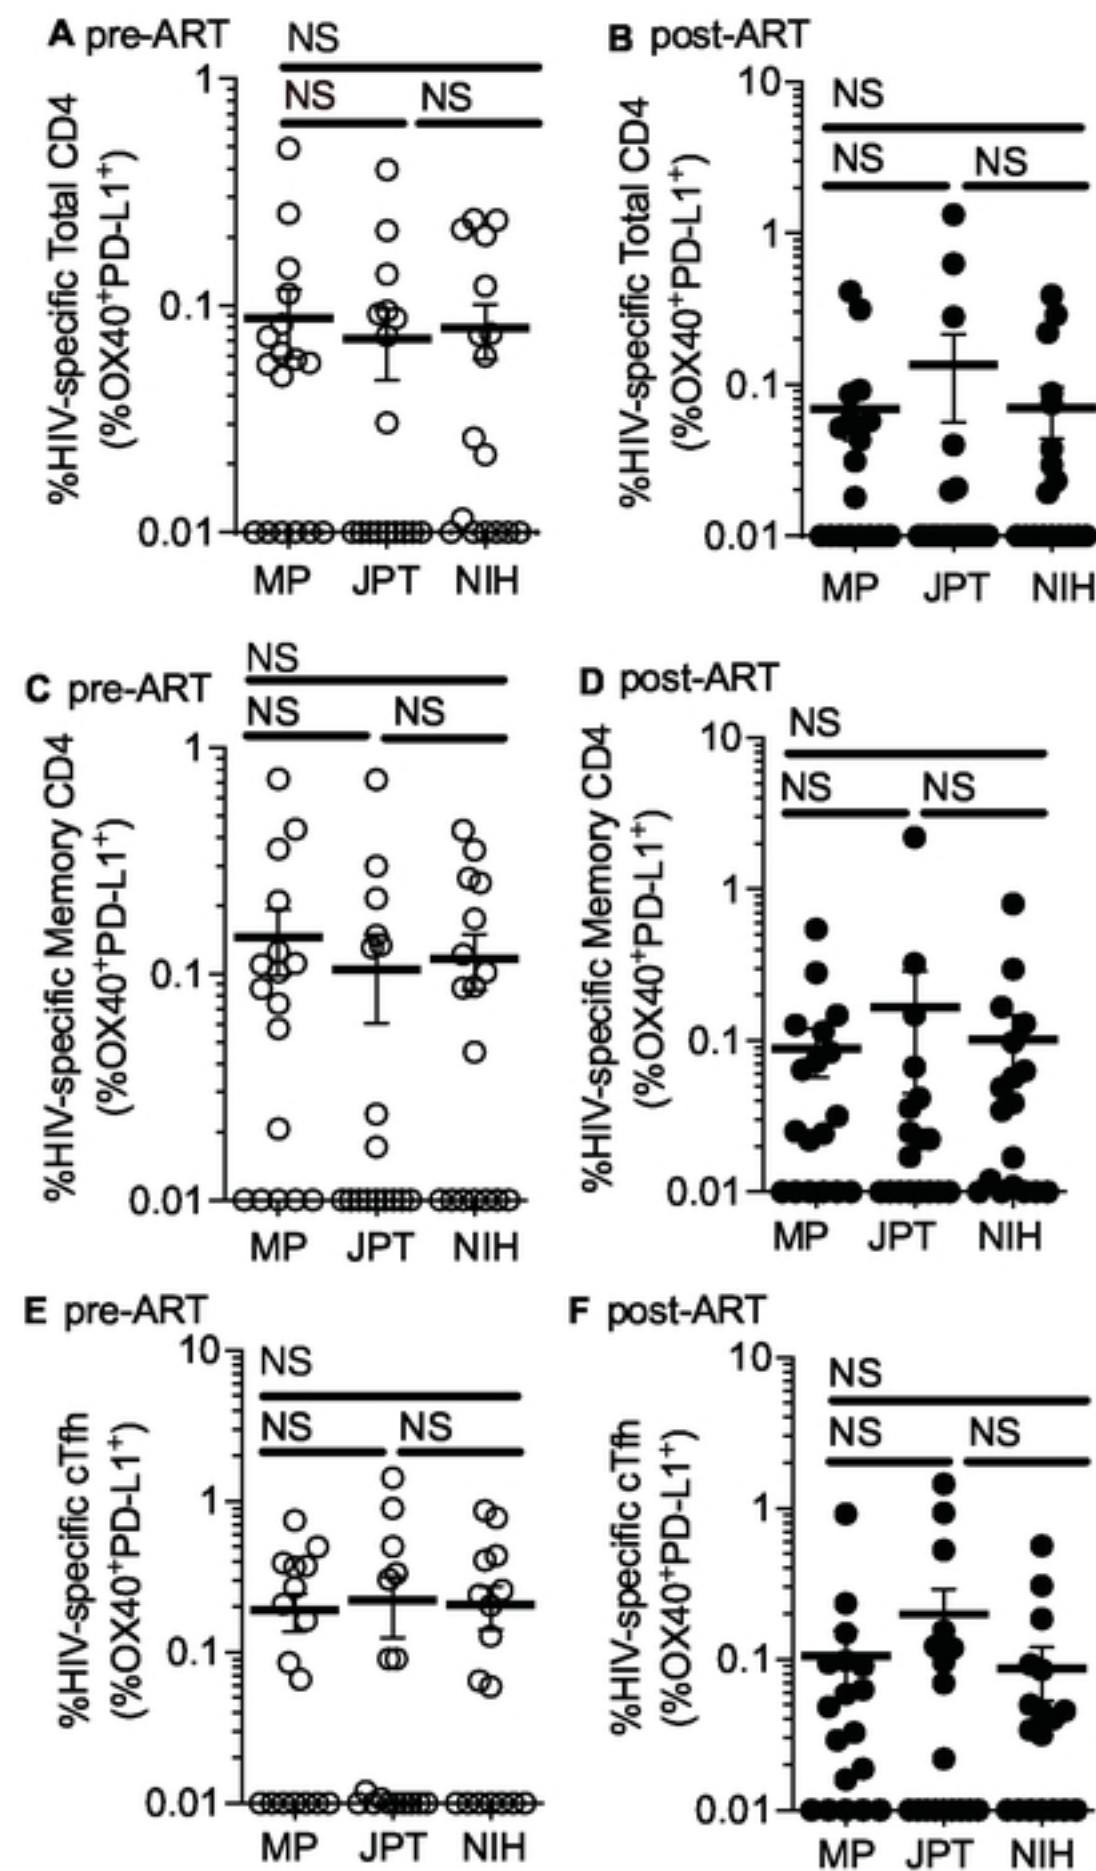 A pre-ART
NS
NS NS
%HIV-specific Total CD4
(%OX40⁺PD-L1⁺)
1
0.1
0.01
MP JPT NIH
B post-ART
NS
NS NS
%HIV-specific Total CD4
(%OX40⁺PD-L1⁺)
10
1
0.1
0.01
MP JPT NIH
C pre-ART
NS
NS NS
%HIV-specific Memory CD4
(%OX40⁺PD-L1⁺)
1
0.1
0.01
MP JPT NIH
D post-ART
NS
NS NS
%HIV-specific Memory CD4
(%OX40⁺PD-L1⁺)
10
1
0.1
0.01
MP JPT NIH
E pre-ART
NS
NS NS
%HIV-specific cTfh
(%OX40⁺PD-L1⁺)
10
1
0.1
0.01
MP JPT NIH
F post-ART
NS
NS NS
%HIV-specific cTfh
(%OX40⁺PD-L1⁺)
10
1
0.1
0.01
MP JPT NIH